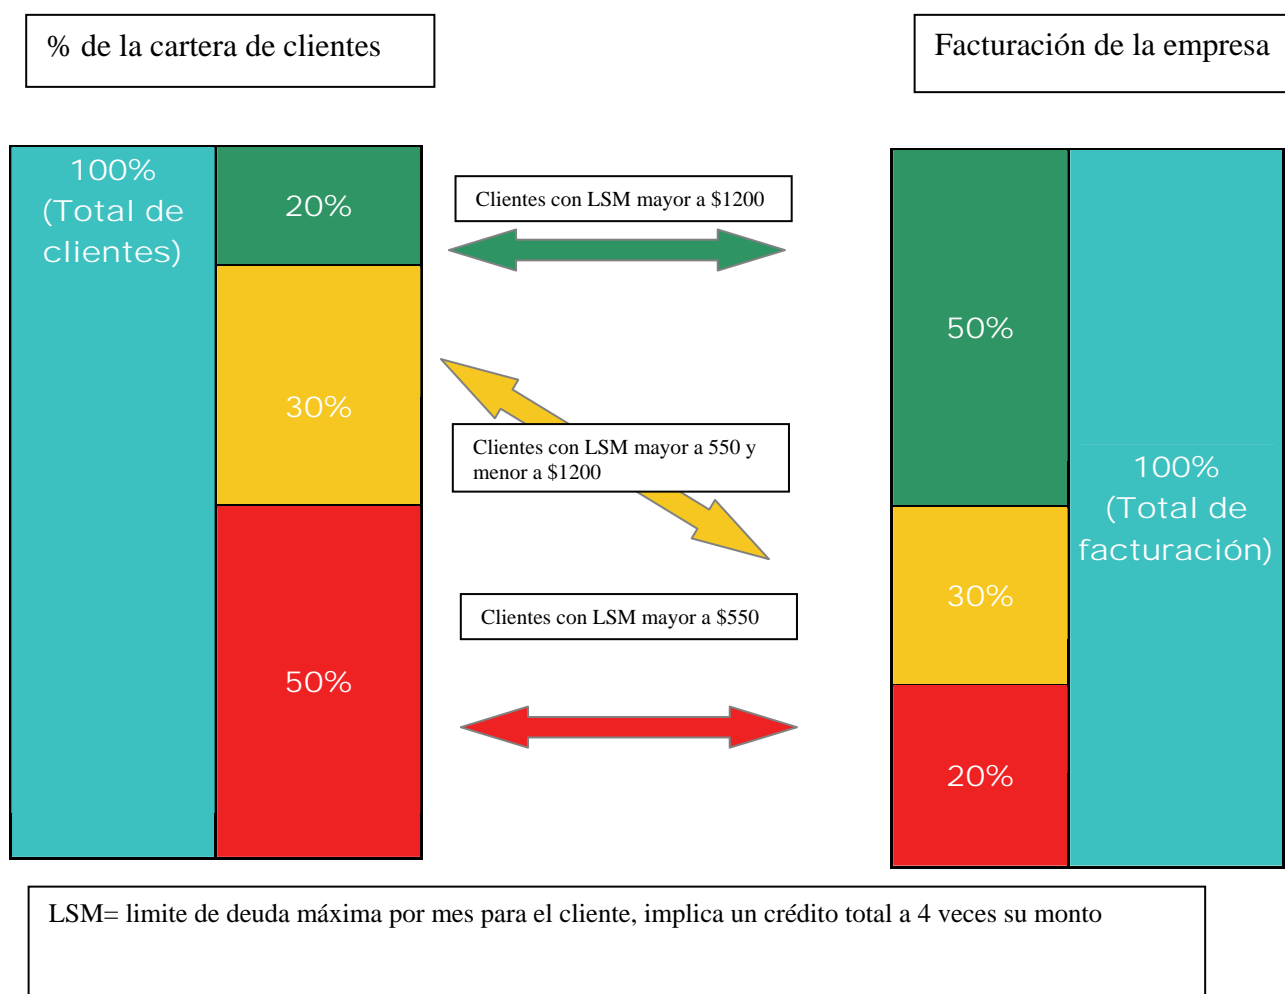 % de la cartera de clientes
Facturación de la empresa
100%
(Total de
clientes)
20%
30%
50%
Clientes con LSM mayor a $1200
Clientes con LSM mayor a 550 y
menor a $1200
Clientes con LSM mayor a $550
50%
30%
20%
100%
(Total de
facturación)
LSM= limite de deuda máxima por mes para el cliente, implica un crédito total a 4 veces su monto